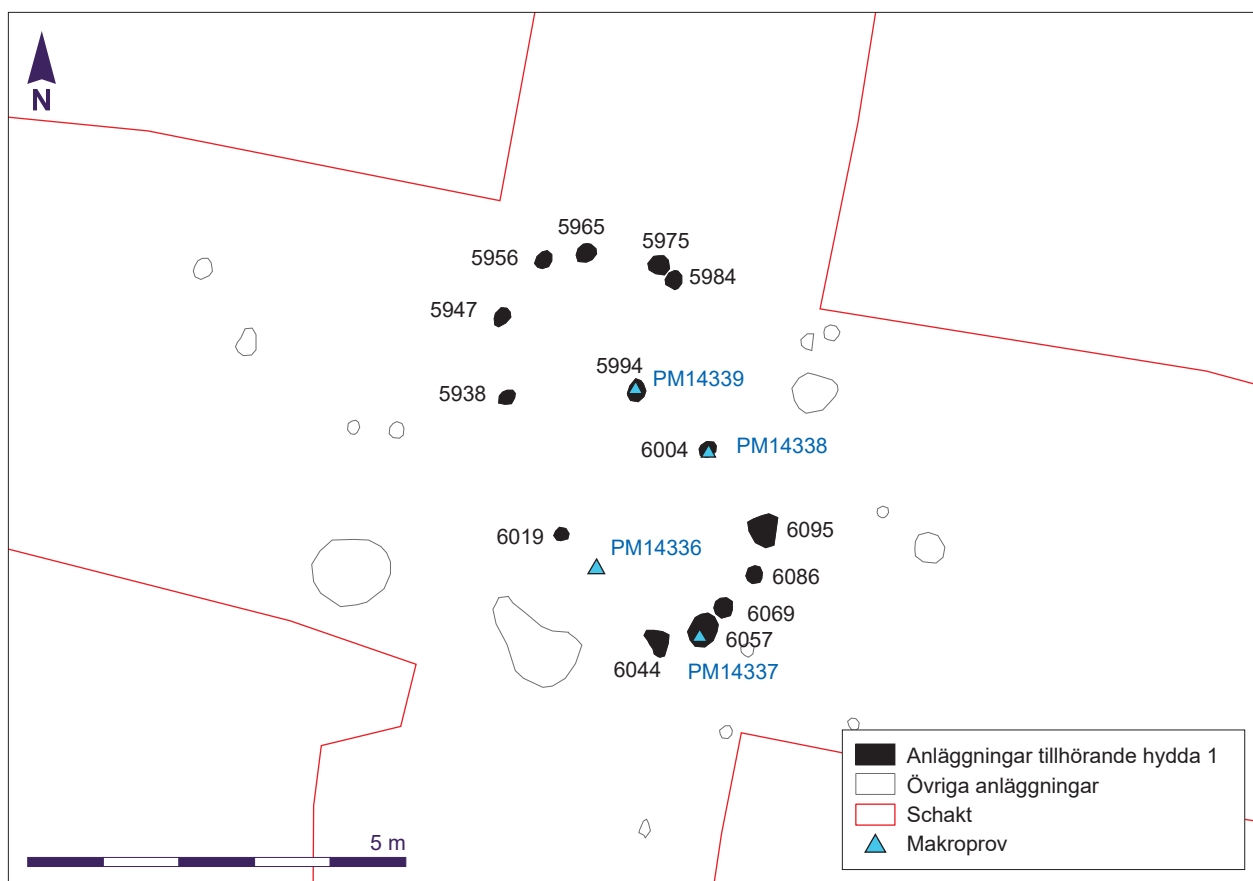 N
5965
5975
5956
5984
5947
5994
PM14339
5938
6004
PM14338
6095
6019
PM14336
6086
6069
6057
6044
PM14337
Anläggningar tillhörande hydda 1
Övriga anläggningar
Schakt
Makroprov
5 m